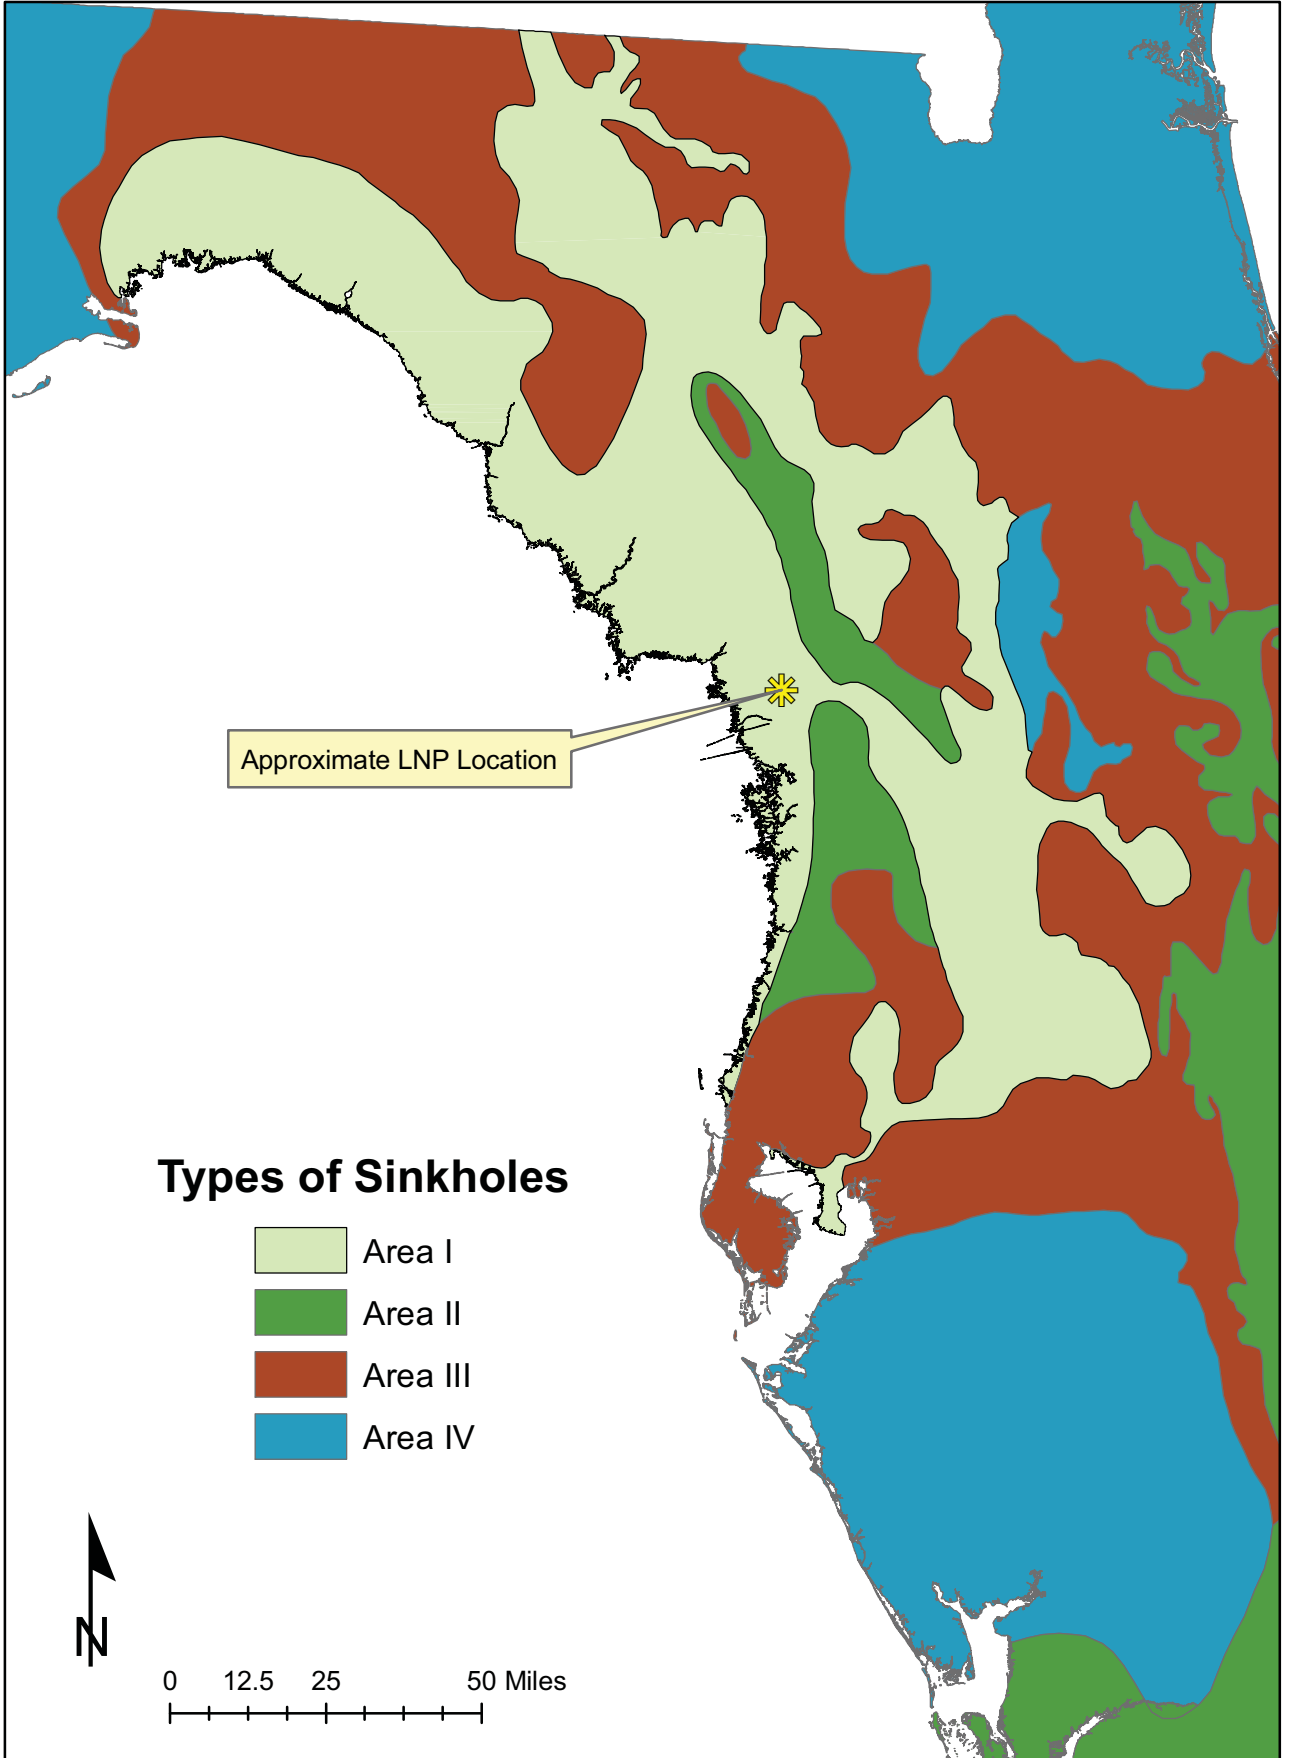 Approximate LNP Location
Types of Sinkholes
Area I
Area II
Area III
Area IV
N
0 12.5 25 50 Miles